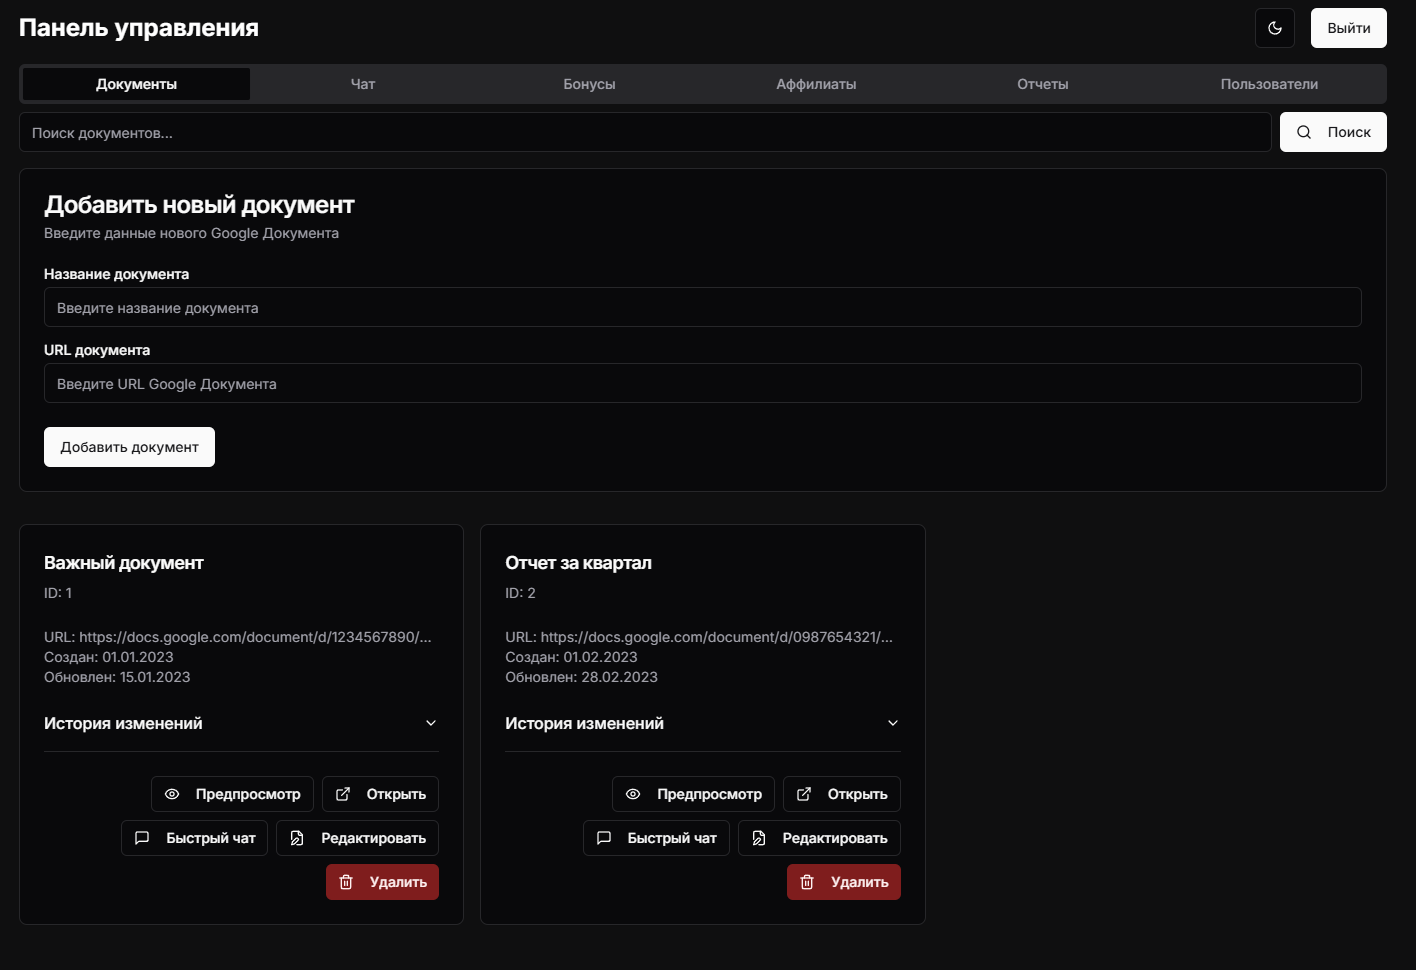 Панель управления
Выйти
Документы Чат Бонусы Аффилиаты Отчеты Пользователи
Поиск документов...
Поиск
Добавить новый документ
Введите данные нового Google Документа
Название документа
Введите название документа
URL документа
Введите URL Google Документа
Добавить документ
Важный документ
ID: 1
URL: https://docs.google.com/document/d/1234567890/...
Создан: 01.01.2023
Обновлен: 15.01.2023
История изменений
Предпросмотр Открыть
Быстрый чат Редактировать
Удалить
Отчет за квартал
ID: 2
URL: https://docs.google.com/document/d/0987654321/...
Создан: 01.02.2023
Обновлен: 28.02.2023
История изменений
Предпросмотр Открыть
Быстрый чат Редактировать
Удалить